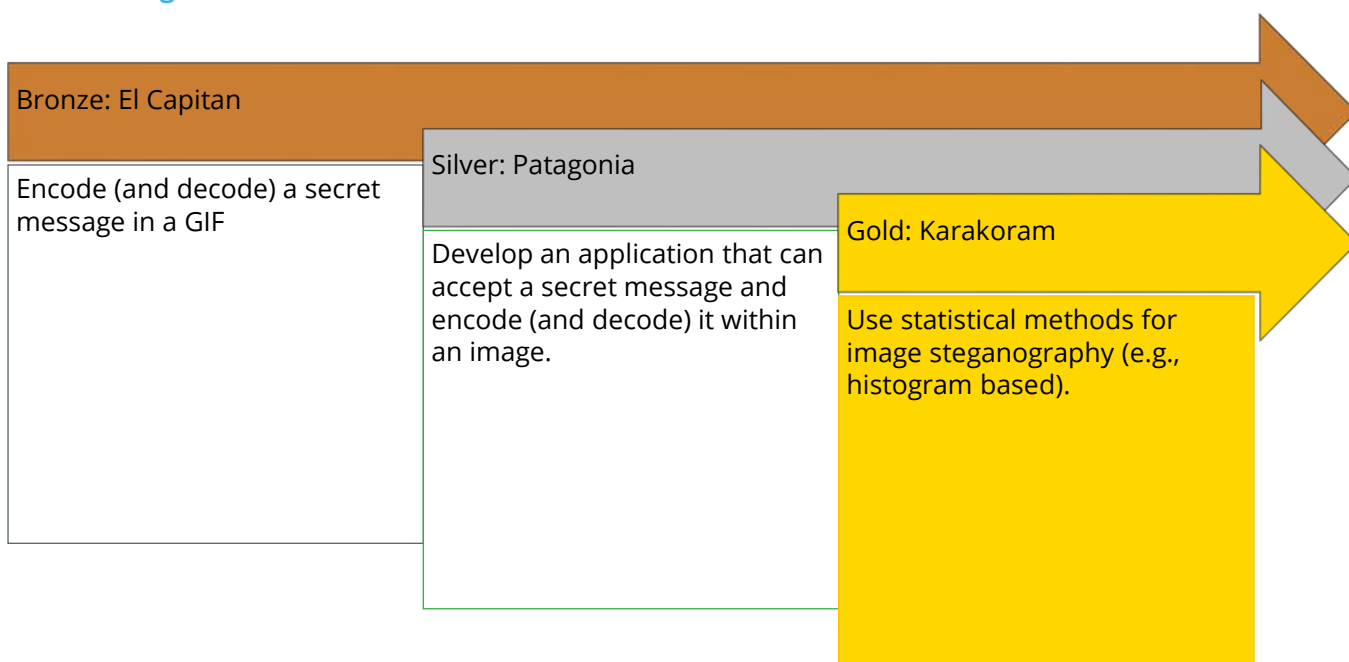 Bronze: El Capitan
Encode (and decode) a secret
message in a GIF
Silver: Patagonia
Develop an application that can
accept a secret message and
encode (and decode) it within
an image.
Gold: Karakoram
Use statistical methods for
image steganography (e.g.,
histogram based).